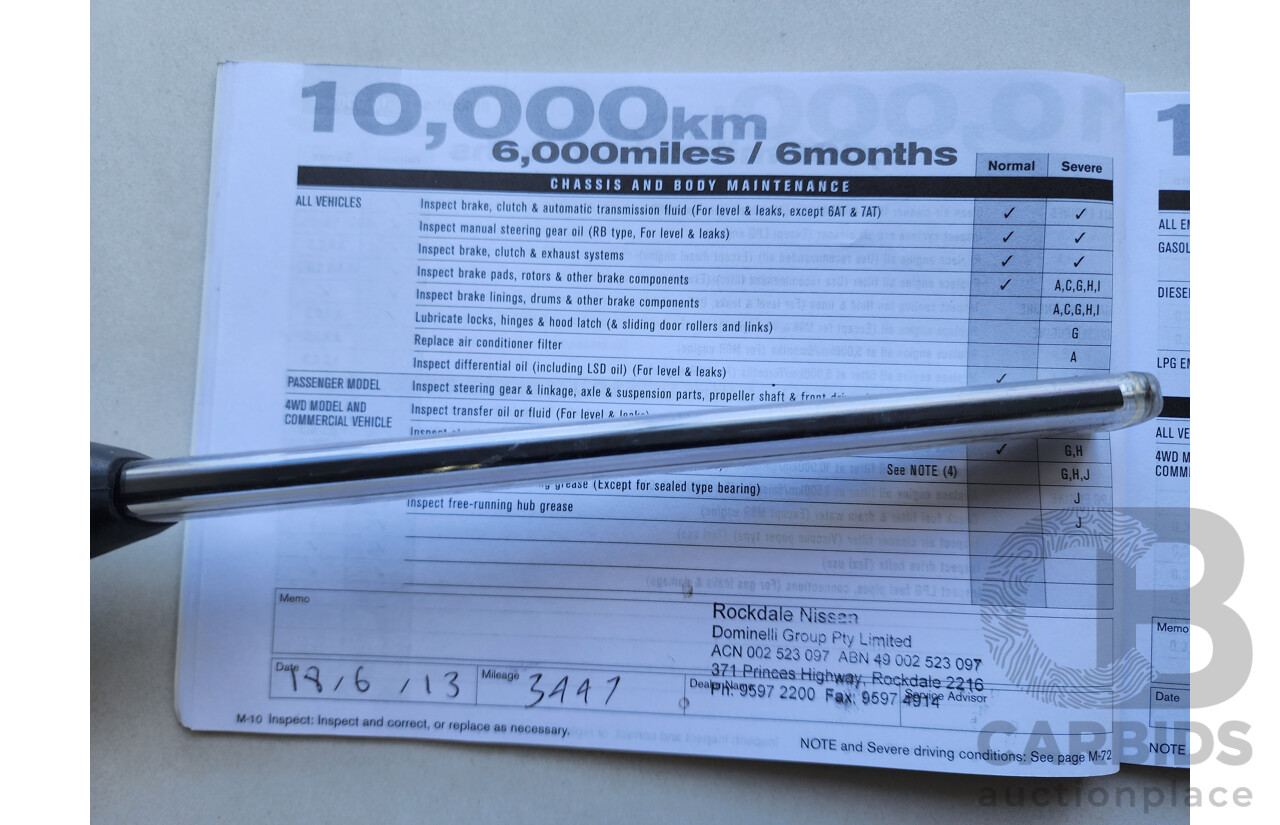 10,000km
6,000miles / 6months
Normal Severe
CHASSIS AND BODY MAINTENANCE
ALL VEHICLES Inspect brake, clutch & automatic transmission fluid (For level & leaks, except 6AT & 7AT) ✓ ✓
Inspect manual steering gear oil (RB type, For level & leaks) ✓ ✓
Inspect brake, clutch & exhaust systems ✓ ✓
Inspect brake pads, rotors & other brake components ✓ A,C,G,H,I
Inspect brake linings, drums & other brake components A,C,G,H,I
Lubricate locks, hinges & hood latch (& sliding door rollers and links) G
Replace air conditioner filter A
Inspect differential oil (including LSD oil) (For level & leaks) ✓
PASSENGER MODEL Inspect steering gear & linkage, axle & suspension parts, propeller shaft &
4WD MODEL AND
COMMERCIAL VEHICLE
Inspect transfer oil or fluid (For level &
✓ G,H
See NOTE (4) G,H,J
grease (Except for sealed type bearing) J
Inspect free-running hub grease J
Memo
Rockdale Nissan
Dominelli Group Pty Limited
ACN 002 523 097 ABN 49 002 523 097
371 Princes Highway, Rockdale 2216
Ph: 9597 2200 Fax: 9597 4914
Date 18/6/13
Mileage 3447
Dealer Name
Service Advisor
M-10 Inspect: Inspect and correct, or replace as necessary.
NOTE and Severe driving conditions: See page M-72
1
ALL
GASOL
DIESE
LPG
ALL VE
4WD
COMM
Memo
Date
NOTE
CARBIDS
auctionplace